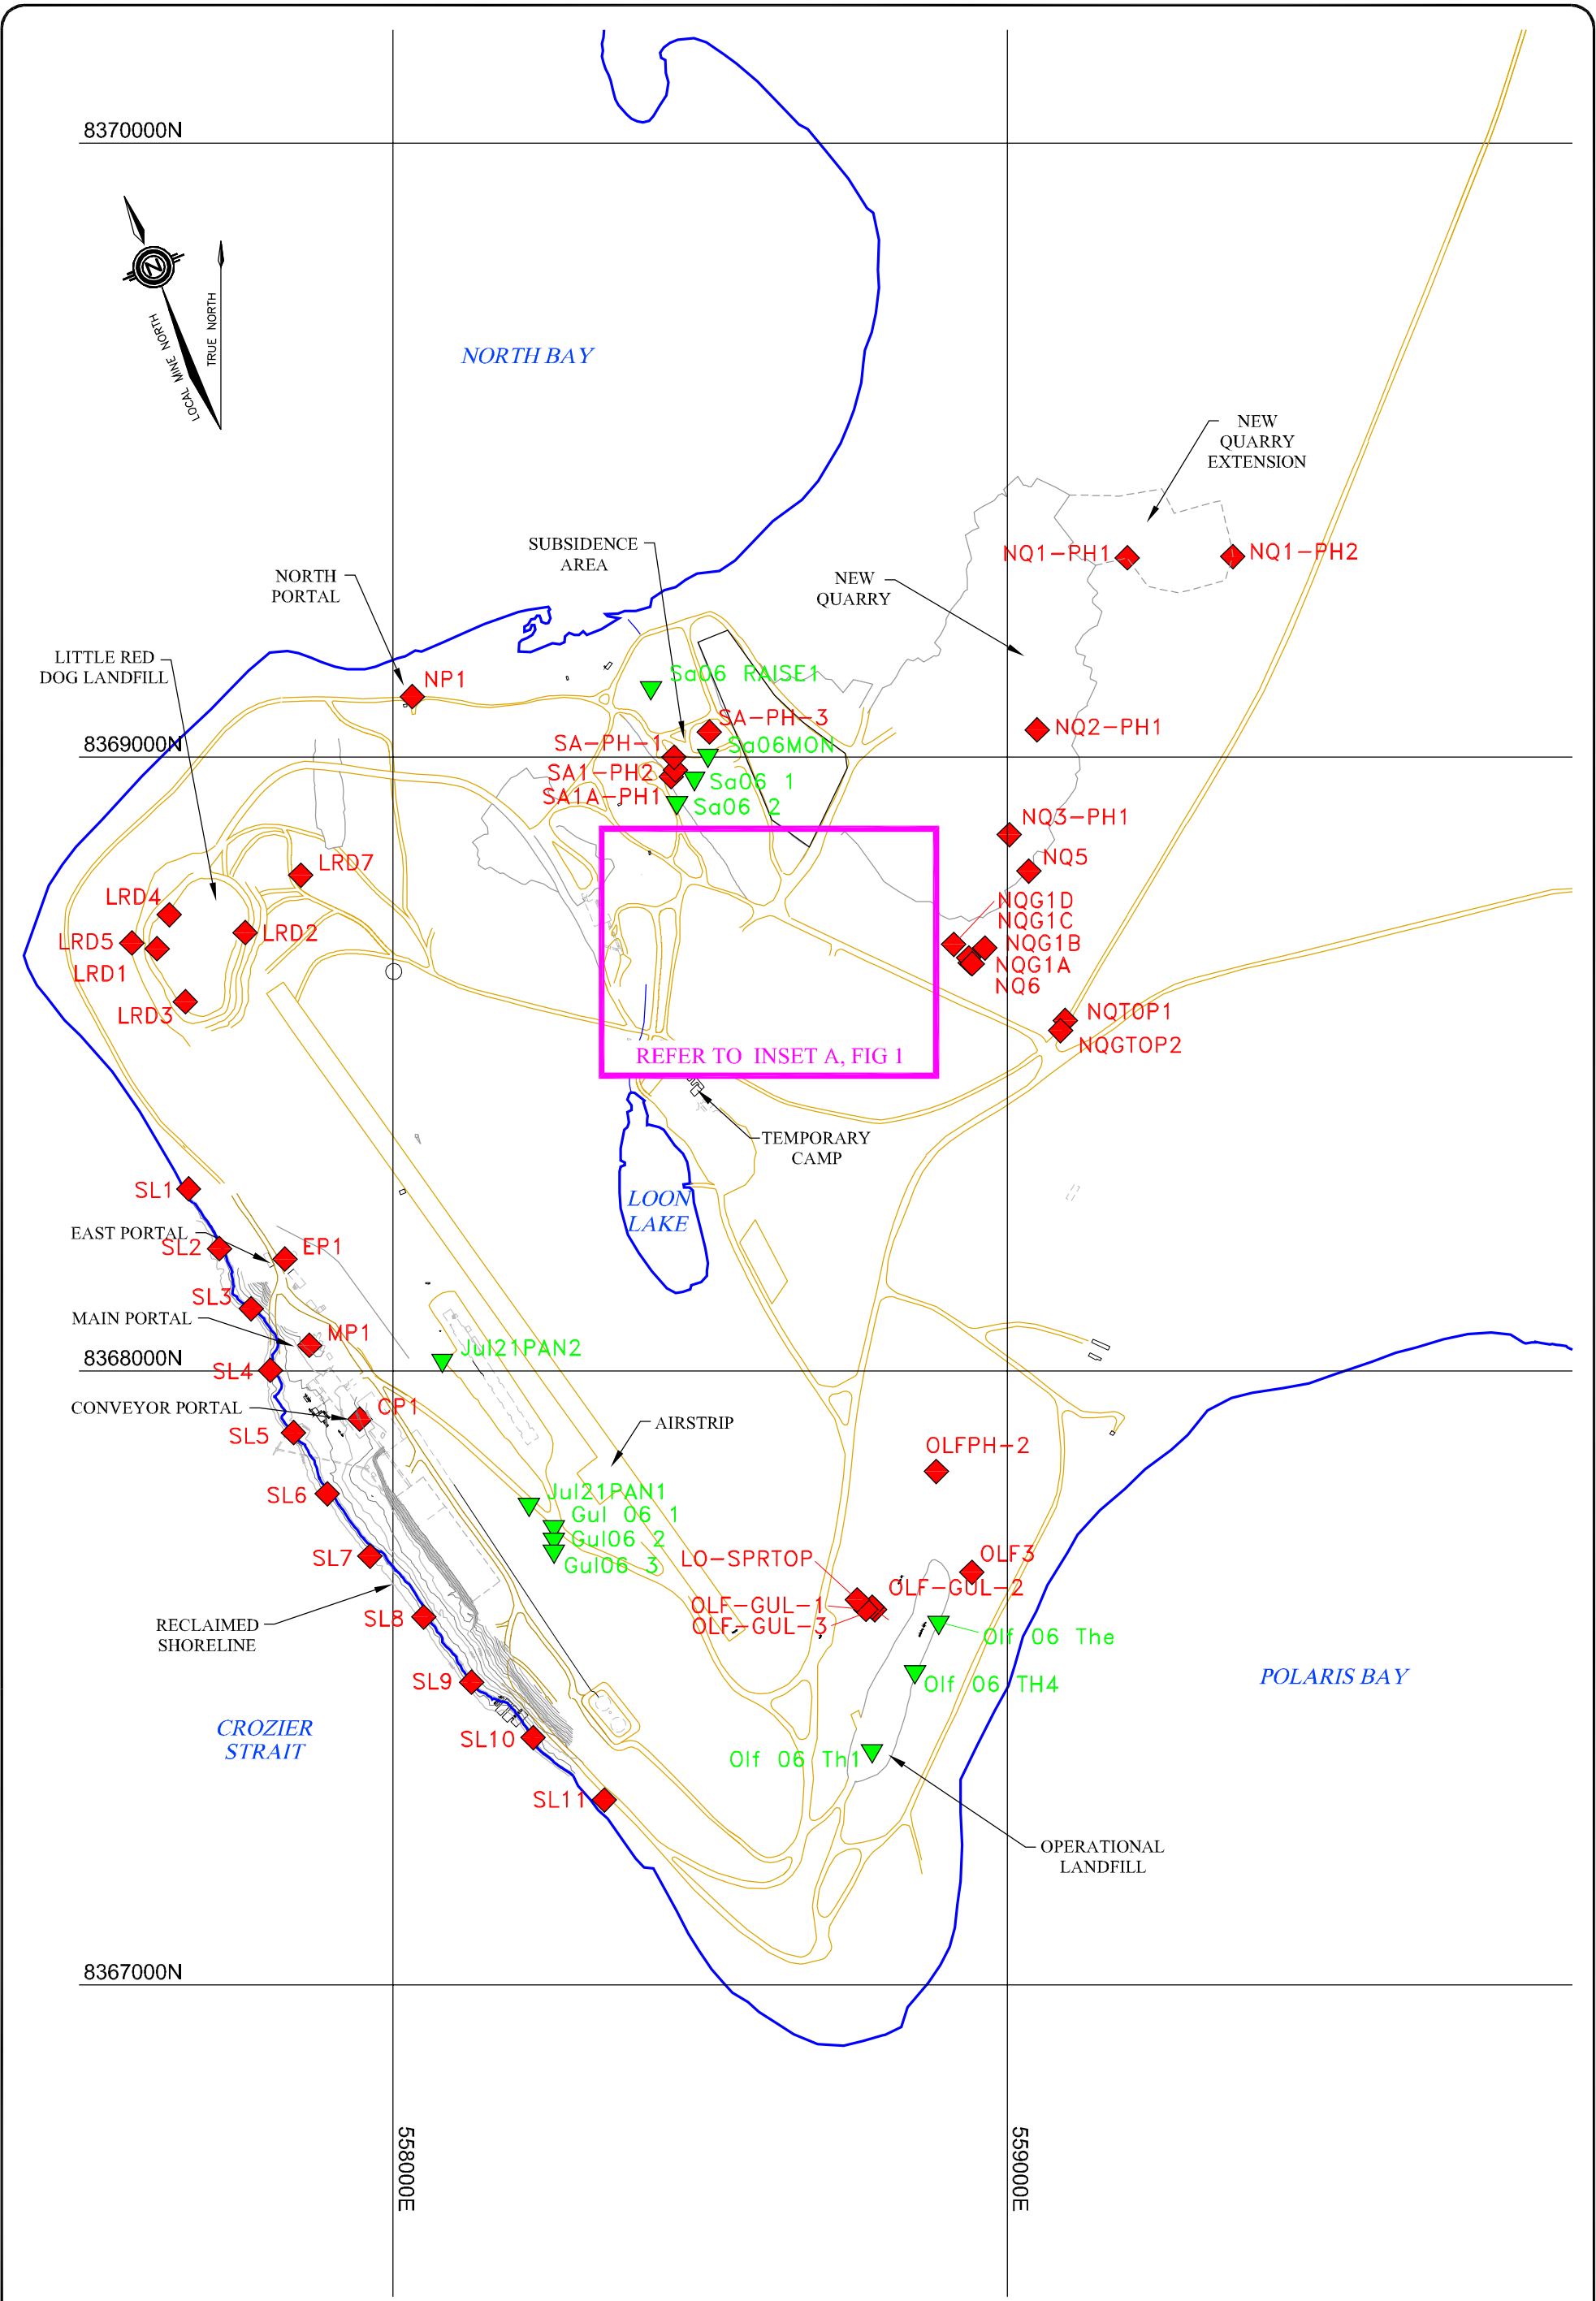 8370000N
N
LOCAL MINE NORTH
TRUE NORTH
NORTH BAY
NEW
QUARRY
EXTENSION
SUBSIDENCE
AREA
NQ1-PH1
NQ1-PH2
NORTH
PORTAL
NEW
QUARRY
LITTLE RED
DOG LANDFILL
NP1
Sa06 RAISE1
SA-PH-3
NQ2-PH1
8369000N
SA-PH-1
Sa06MON
SA1-PH2
Sa06 1
SA1A-PH1
Sa06 2
NQ3-PH1
NQ5
LRD7
LRD4
NQG1D
NQG1C
LRD5
LRD2
NQG1B
LRD1
NQG1A
NQ6
LRD3
NQTOP1
NQGTOP2
REFER TO INSET A, FIG 1
TEMPORARY
CAMP
SL1
LOON
LAKE
EAST PORTAL
SL2
EP1
SL3
MAIN PORTAL
MP1
Jul21PAN2
8368000N
SL4
CONVEYOR PORTAL
CP1
AIRSTRIP
SL5
OLFPH-2
SL6
Jul21PAN1
Gul 06 1
Gul06 2
Gul06 3
SL7
LO-SPRTOP
OLF3
OLF-GUL-2
OLF-GUL-1
OLF-GUL-3
RECLAIMED
SHORELINE
SL8
Olf 06 The
SL9
Olf 06 TH4
POLARIS BAY
CROZIER
STRAIT
SL10
Olf 06 Th1
SL11
OPERATIONAL
LANDFILL
8367000N
558000E
559000E